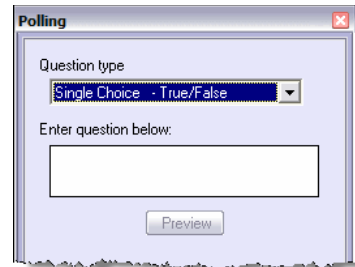 Polling
Question type
Single Choice - True/False
Enter question below:
Preview